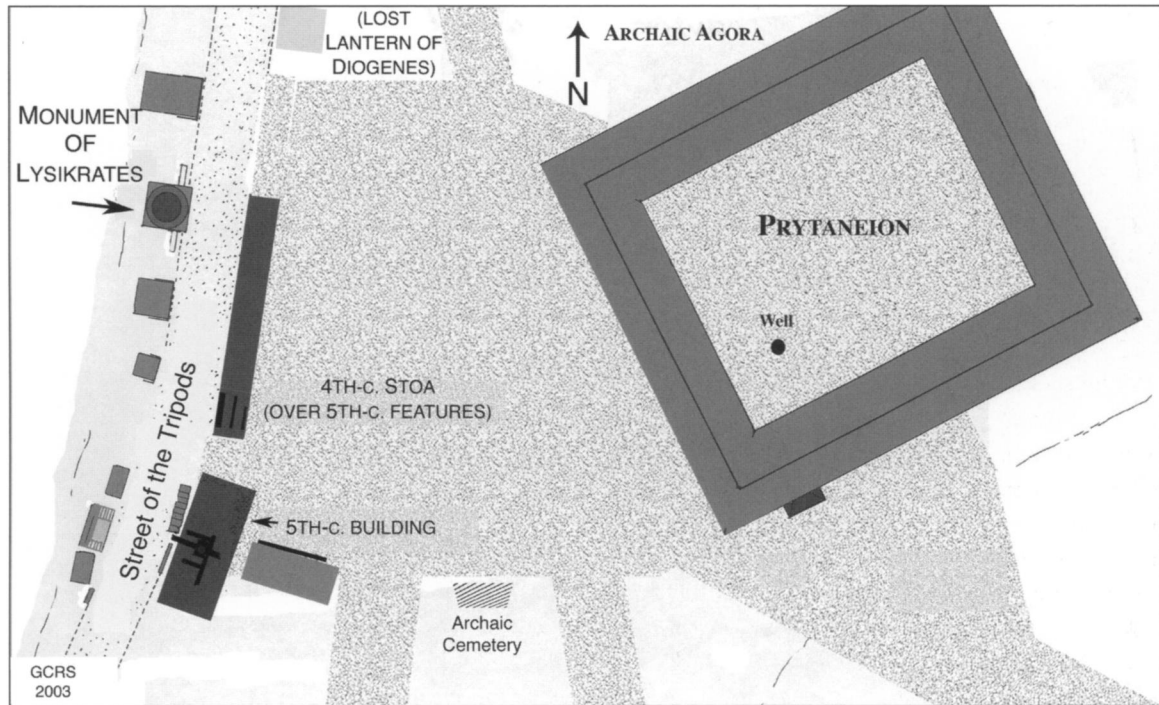 (LOST
LANTERN OF
DIOGENES)
N
ARCHAIC AGORA
MONUMENT
OF
LYSIKRATES
PRYTANEION
Well
4TH-C. STOA
(OVER 5TH-C. FEATURES)
Street of the Tripods
5TH-C. BUILDING
Archaic
Cemetery
GCRS
2003